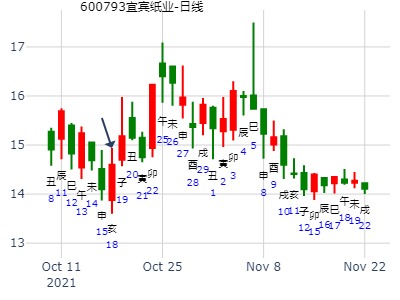 600793宜宾纸业-日线
17
16
15
14
13
丑 辰 巳 午 未 申 亥 子 丑 寅 卯 午 未 申 酉 戌 丑 寅 卯 辰 巳 申 酉 戌 亥 子 卯 辰 巳 午 未 戌
8 11 12 13 14 15 18 19 20 21 22 25 26 27 28 29 1 2 3 4 5 8 9 10 11 12 15 16 17 18 19 22
Oct 11 Oct 25 Nov 8 Nov 22
2021